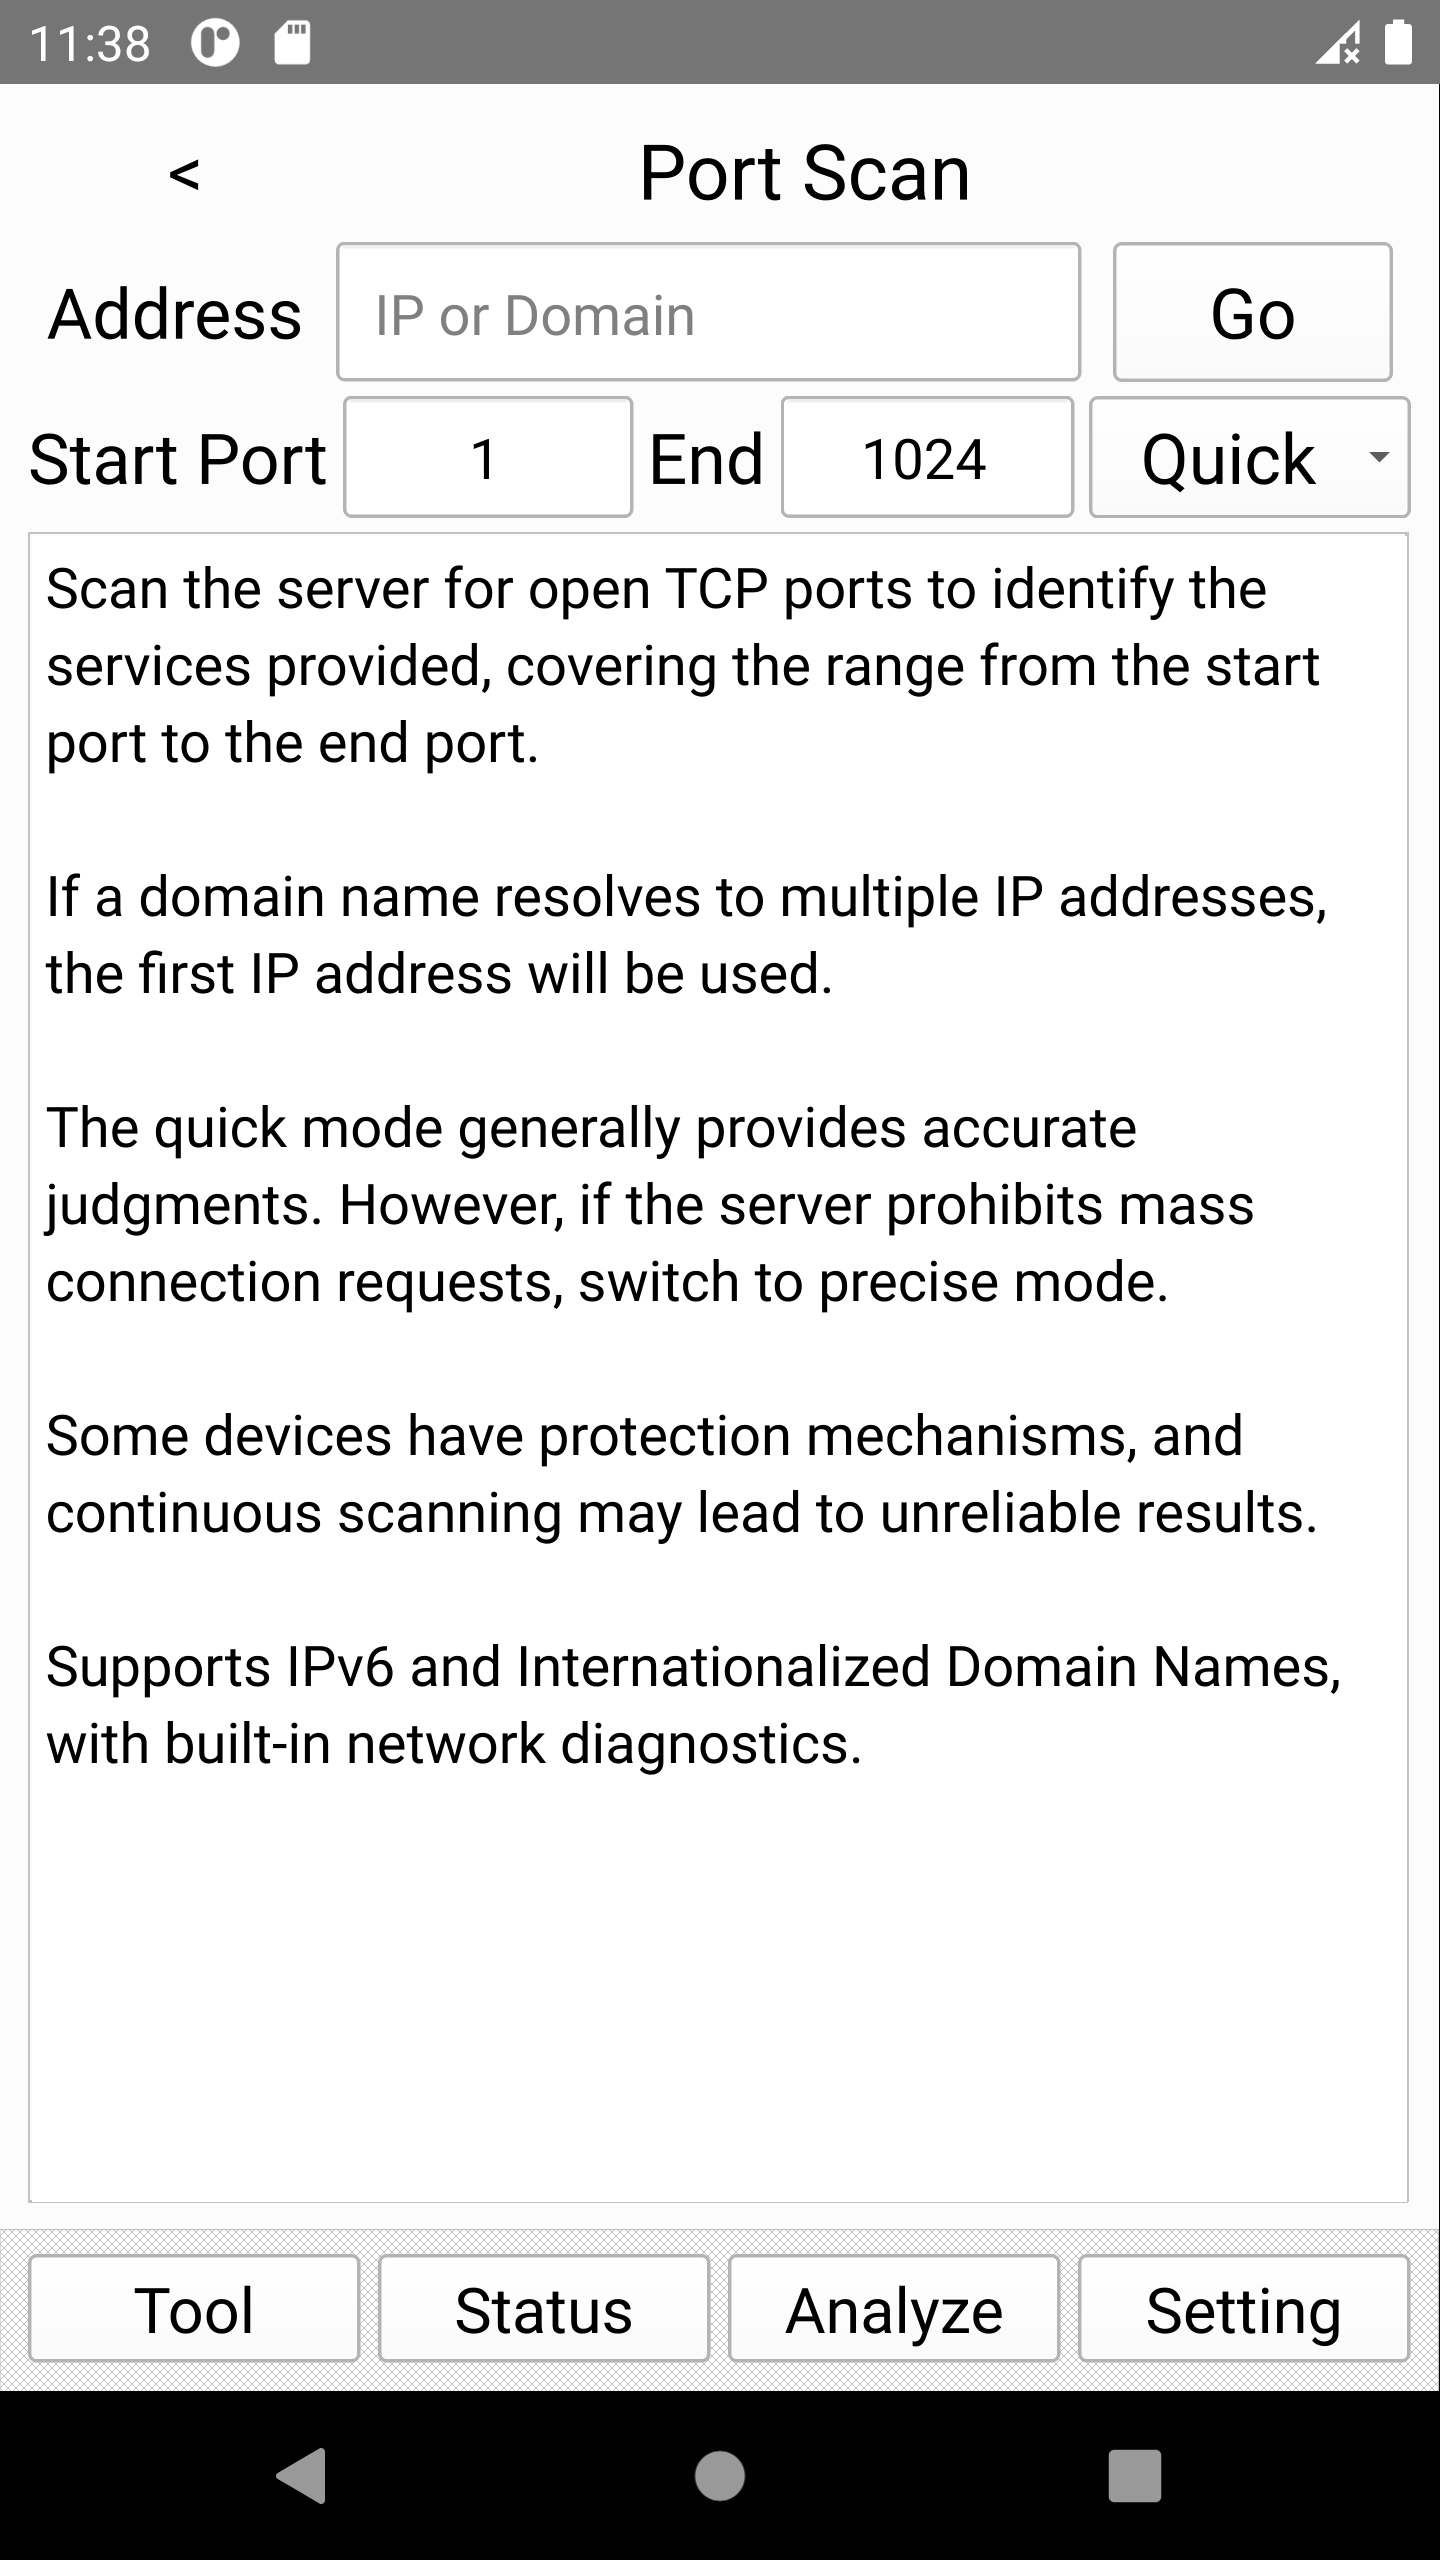 11:38
< Port Scan
Address IP or Domain Go
Start Port 1 End 1024 Quick
Scan the server for open TCP ports to identify the
services provided, covering the range from the start
port to the end port.
If a domain name resolves to multiple IP addresses,
the first IP address will be used.
The quick mode generally provides accurate
judgments. However, if the server prohibits mass
connection requests, switch to precise mode.
Some devices have protection mechanisms, and
continuous scanning may lead to unreliable results.
Supports IPv6 and Internationalized Domain Names,
with built-in network diagnostics.
Tool Status Analyze Setting